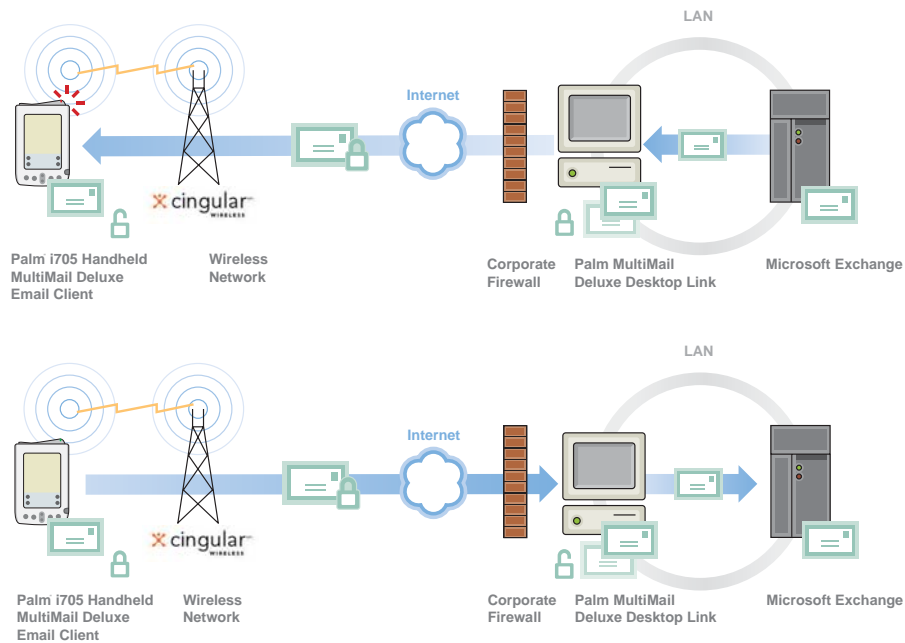 LAN
Internet
cingular℠
WIRELESS
Palm i705 Handheld
MultiMail Deluxe
Email Client
Wireless
Network
Corporate
Firewall
Palm MultiMail
Deluxe Desktop Link
Microsoft Exchange
LAN
Internet
cingular℠
WIRELESS
Palm i705 Handheld
MultiMail Deluxe
Email Client
Wireless
Network
Corporate
Firewall
Palm MultiMail
Deluxe Desktop Link
Microsoft Exchange